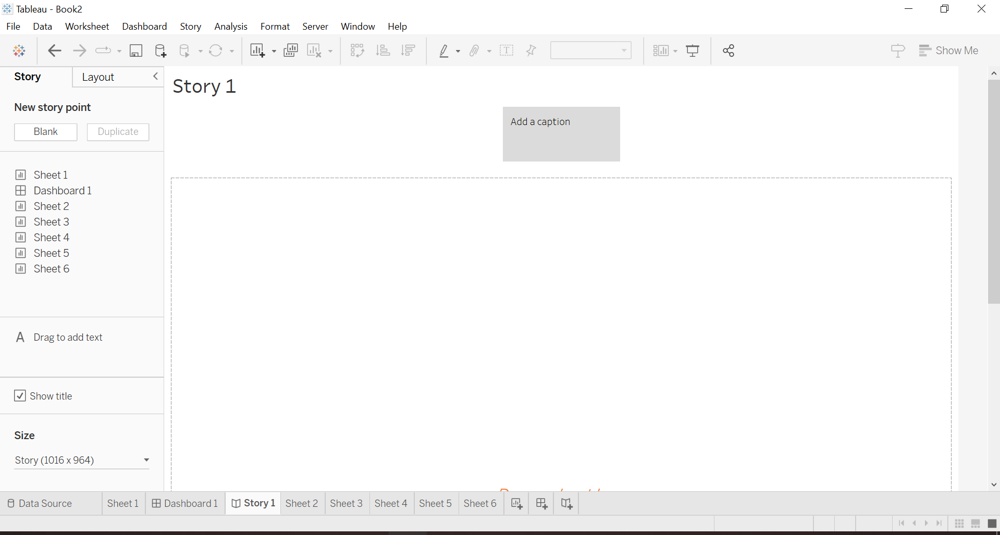 Tableau - Book2
File Data Worksheet Dashboard Story Analysis Format Server Window Help
Show Me
Story Layout
Story 1
New story point
Blank Duplicate
Add a caption
Sheet 1
Dashboard 1
Sheet 2
Sheet 3
Sheet 4
Sheet 5
Sheet 6
A Drag to add text
Show title
Size
Story (1016 x 964)
Data Source Sheet 1 Dashboard 1 Story 1 Sheet 2 Sheet 3 Sheet 4 Sheet 5 Sheet 6